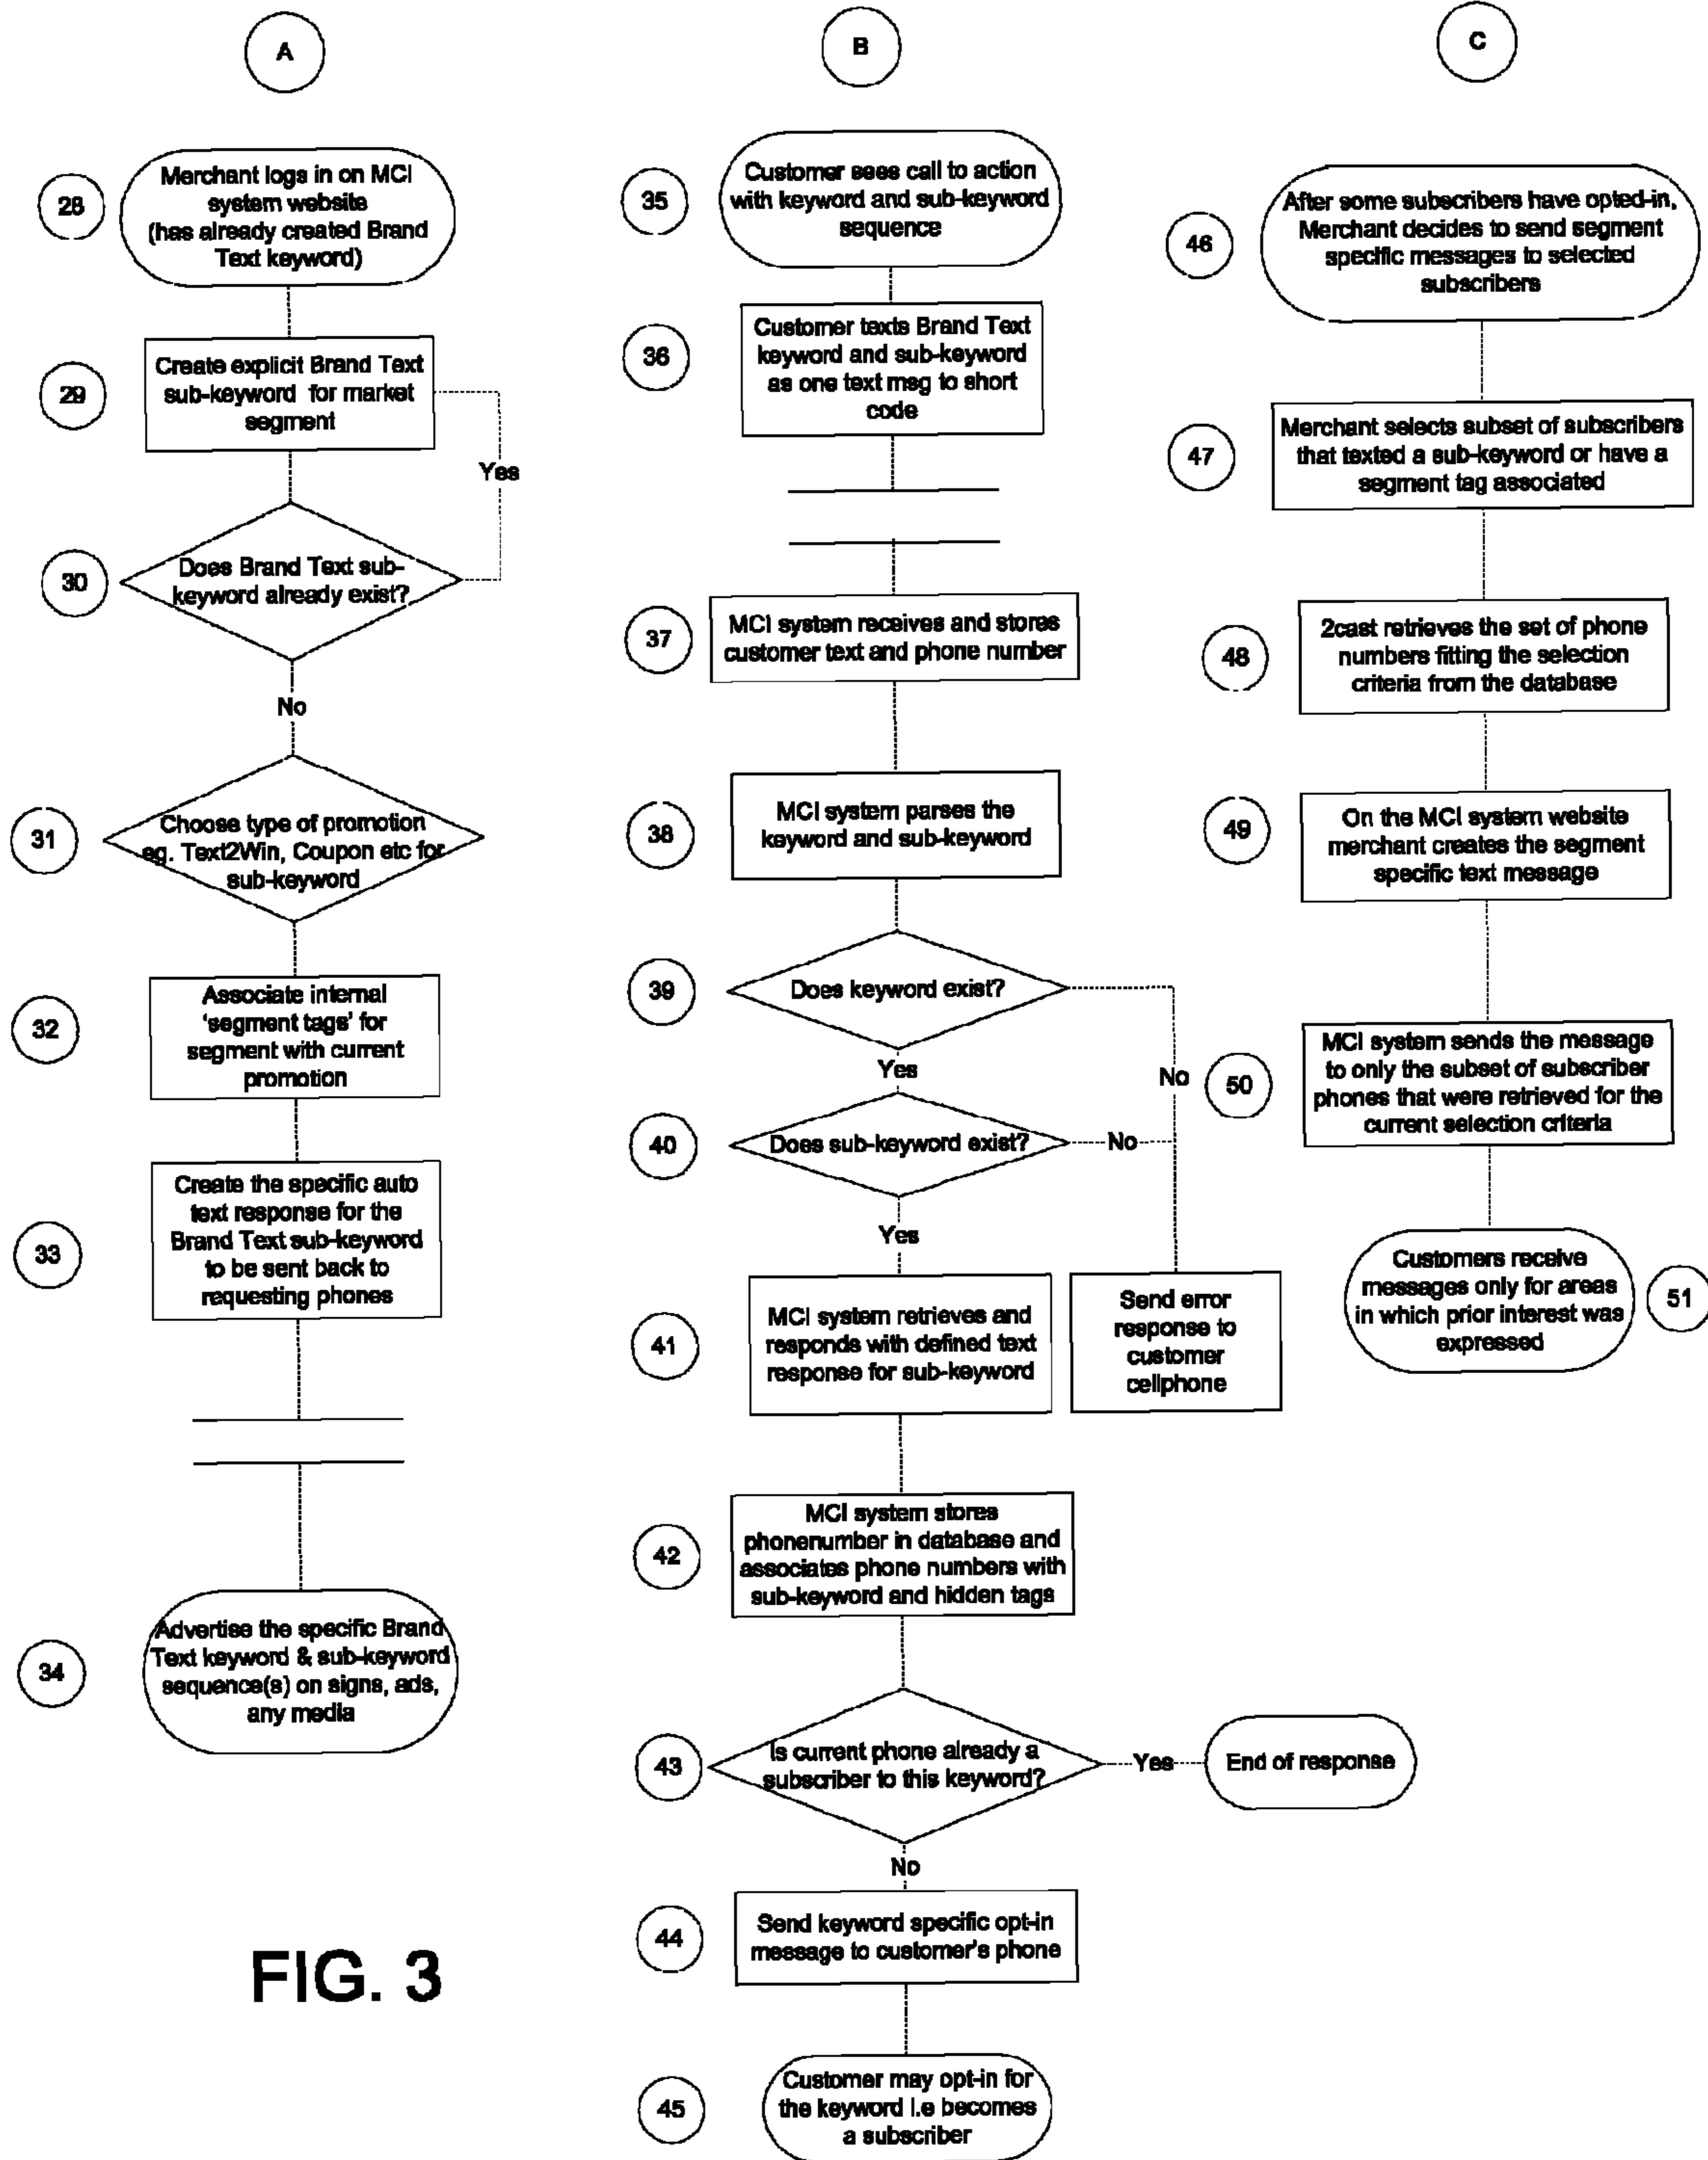 A
28
Merchant logs in on MCI
system website
(has already created Brand
Text keyword)
29
Create explicit Brand Text
sub-keyword for market
segment
Yes
30
Does Brand Text sub-
keyword already exist?
No
31
Choose type of promotion
eg. Text2Win, Coupon etc for
sub-keyword
32
Associate internal
'segment tags' for
segment with current
promotion
33
Create the specific auto
text response for the
Brand Text sub-keyword
to be sent back to
requesting phones
34
Advertise the specific Brand
Text keyword & sub-keyword
sequence(s) on signs, ads,
any media
B
35
Customer sees call to action
with keyword and sub-keyword
sequence
36
Customer texts Brand Text
keyword and sub-keyword
as one text msg to short
code
37
MCI system receives and stores
customer text and phone number
38
MCI system parses the
keyword and sub-keyword
39
Does keyword exist?
Yes
No
40
Does sub-keyword exist?
No
Yes
41
MCI system retrieves and
responds with defined text
response for sub-keyword
Send error
response to
customer
cellphone
42
MCI system stores
phonenumber in database and
associates phone numbers with
sub-keyword and hidden tags
43
Is current phone already a
subscriber to this keyword?
Yes
End of response
No
44
Send keyword specific opt-in
message to customer's phone
45
Customer may opt-in for
the keyword i.e becomes
a subscriber
C
46
After some subscribers have opted-in,
Merchant decides to send segment
specific messages to selected
subscribers
47
Merchant selects subset of subscribers
that texted a sub-keyword or have a
segment tag associated
48
2cast retrieves the set of phone
numbers fitting the selection
criteria from the database
49
On the MCI system website
merchant creates the segment
specific text message
50
MCI system sends the message
to only the subset of subscriber
phones that were retrieved for the
current selection criteria
Customers receive
messages only for areas
in which prior interest was
expressed
51
FIG. 3